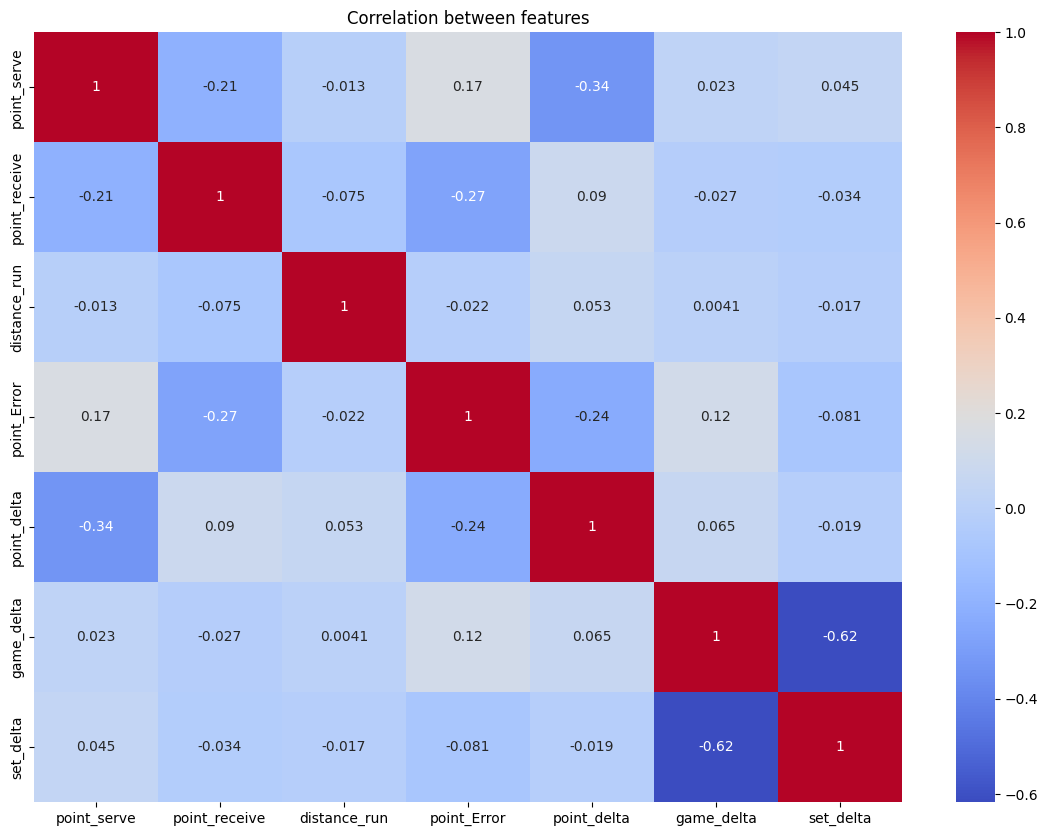 Correlation between features
point_serve 1 -0.21 -0.013 0.17 -0.34 0.023 0.045
point_receive -0.21 1 -0.075 -0.27 0.09 -0.027 -0.034
distance_run -0.013 -0.075 1 -0.022 0.053 0.0041 -0.017
point_Error 0.17 -0.27 -0.022 1 -0.24 0.12 -0.081
point_delta -0.34 0.09 0.053 -0.24 1 0.065 -0.019
game_delta 0.023 -0.027 0.0041 0.12 0.065 1 -0.62
set_delta 0.045 -0.034 -0.017 -0.081 -0.019 -0.62 1
point_serve point_receive distance_run point_Error point_delta game_delta set_delta
1.0
0.8
0.6
0.4
0.2
0.0
−0.2
−0.4
−0.6